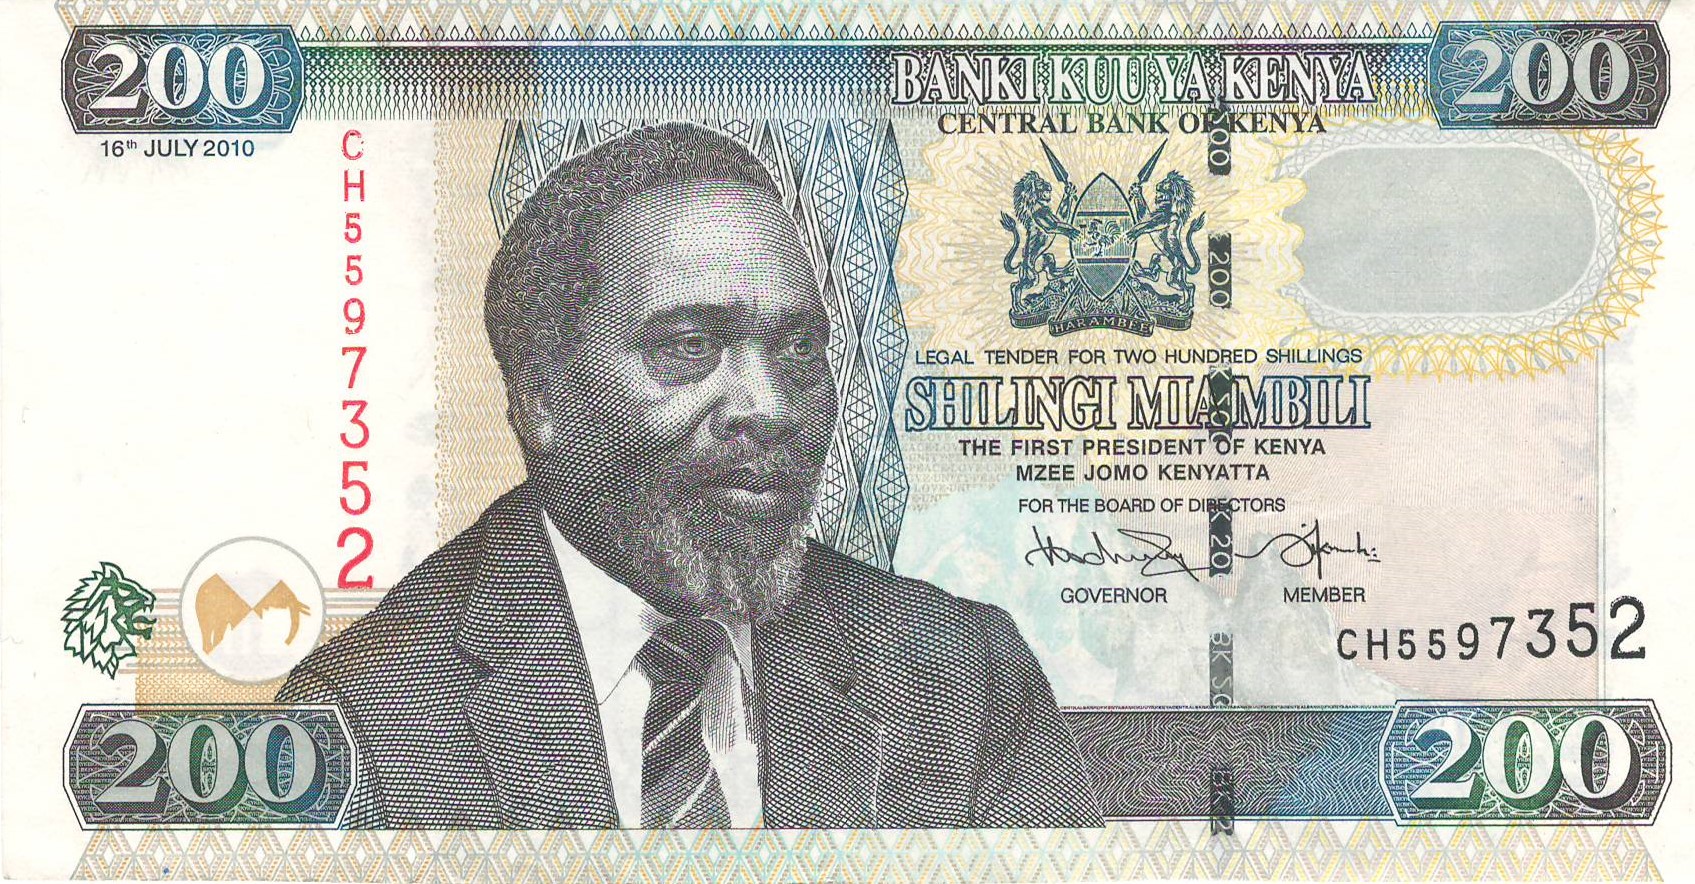 200
BANKI KUU YA KENYA
200
CENTRAL BANK OF KENYA
16th JULY 2010
CH5597352
HARAMBEE
LEGAL TENDER FOR TWO HUNDRED SHILLINGS
SHILINGI MIA MBILI
THE FIRST PRESIDENT OF KENYA
MZEE JOMO KENYATTA
FOR THE BOARD OF DIRECTORS
GOVERNOR
MEMBER
CH5597352
200
200